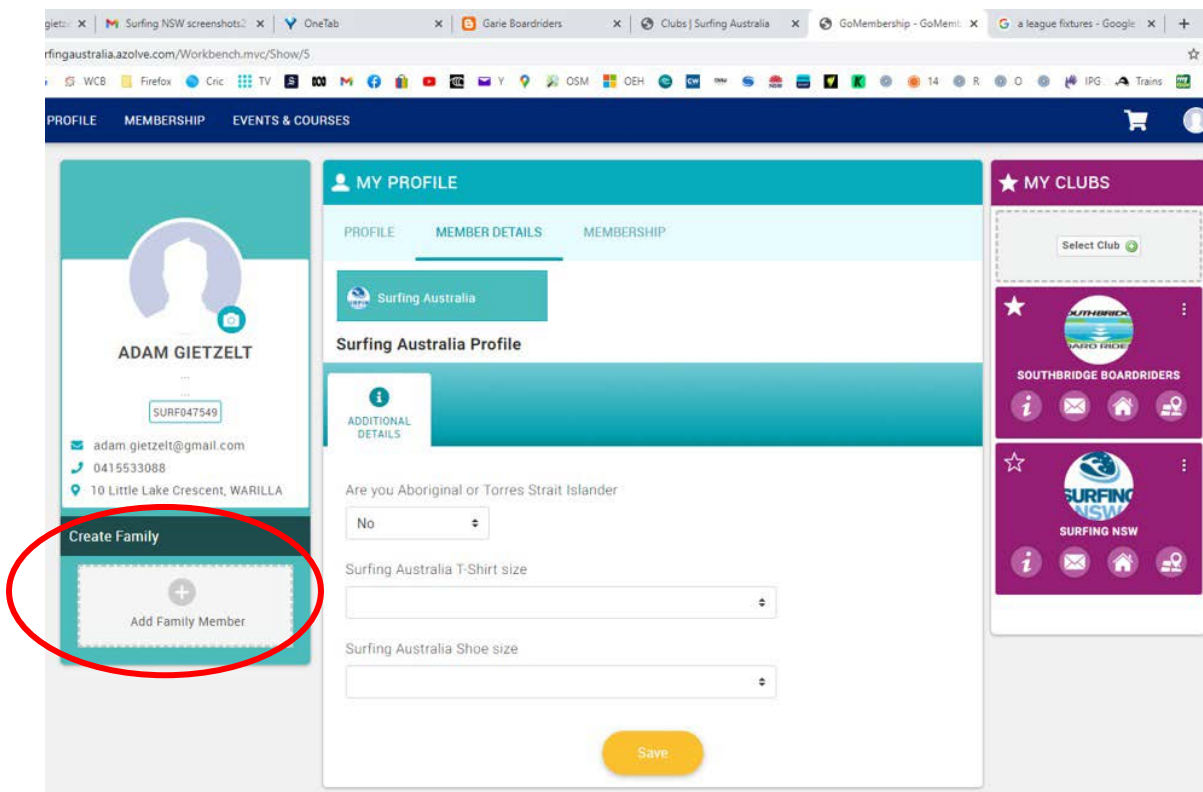 Surfing NSW screenshots2
OneTab
Garie Boardriders
Clubs | Surfing Australia
GoMembership - GoMemb
a league fixtures - Google
rfingaustralia.azolve.com/Workbench.mvc/Show/5
WCB Firefox Cric TV OSM OEH 14 R O IPG Trains
PROFILE MEMBERSHIP EVENTS & COURSES
ADAM GIETZELT
...
...
SURF047549
adam.gietzelt@gmail.com
0415533088
10 Little Lake Crescent, WARILLA
Create Family
Add Family Member
MY PROFILE
PROFILE MEMBER DETAILS MEMBERSHIP
Surfing Australia
Surfing Australia Profile
ADDITIONAL
DETAILS
Are you Aboriginal or Torres Strait Islander
No
Surfing Australia T-Shirt size
Surfing Australia Shoe size
Save
MY CLUBS
Select Club
SOUTHBRIDGE BOARDRIDERS
SURFING
NSW
SURFING NSW